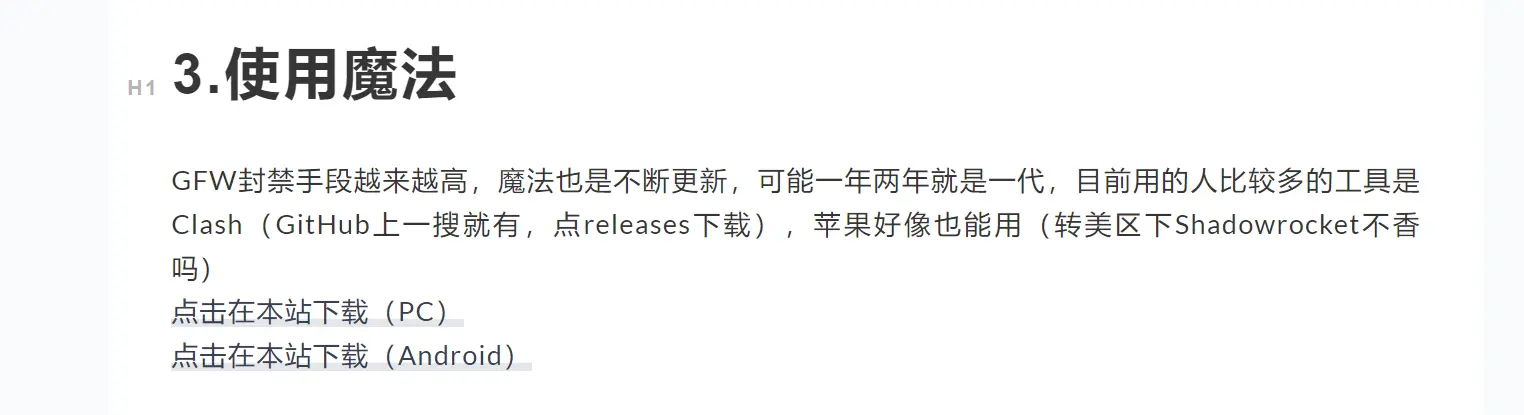 H1 3.使用魔法
GFW封禁手段越来越高，魔法也是不断更新，可能一年两年就是一代，目前用的人比较多的工具是
Clash（GitHub上一搜就有，点releases下载），苹果好像也能用（转美区下Shadowrocket不香
吗）
点击在本站下载（PC）
点击在本站下载（Android）